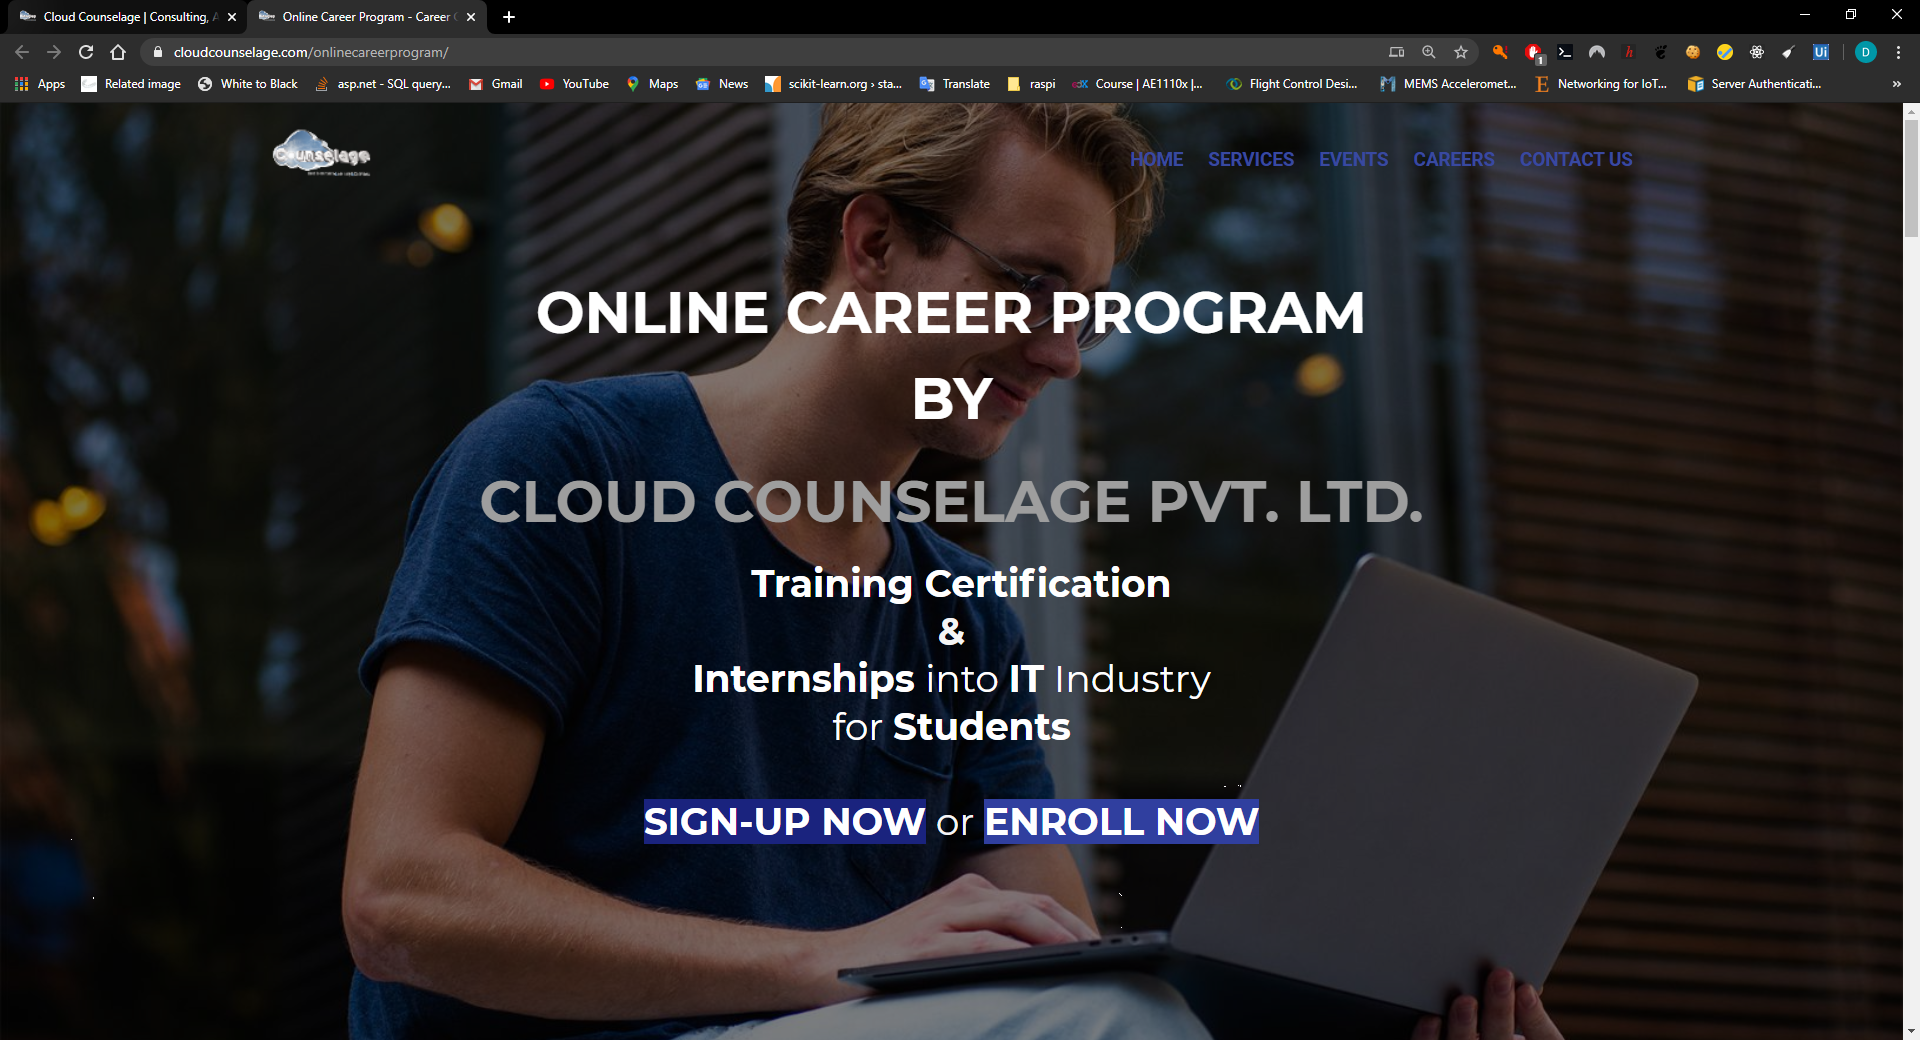 Cloud Counselage | Consulting, A
Online Career Program - Career C
cloudcounselage.com/onlinecareerprogram/
1
Ui
D
Apps
Related image
White to Black
asp.net - SQL query...
Gmail
YouTube
Maps
News
scikit-learn.org › sta...
Translate
raspi
Course | AE1110x |...
Flight Control Desi...
MEMS Acceleromet...
Networking for IoT...
Server Authenticati...
»
Counselage
HOME SERVICES EVENTS CAREERS CONTACT US
ONLINE CAREER PROGRAM
BY
CLOUD COUNSELAGE PVT. LTD.
Training Certification
&
Internships into IT Industry
for Students
SIGN-UP NOW or ENROLL NOW